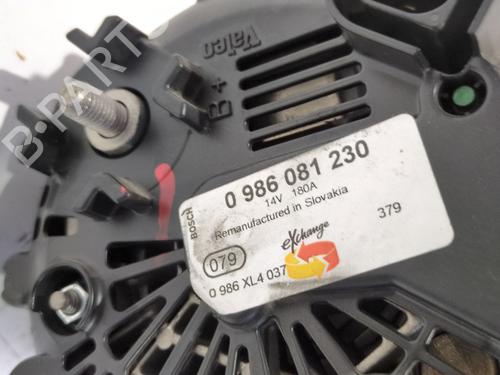 Valeo
B+
B-PARTS
BOSCH
0 986 081 230
14V 180A
Remanufactured in Slovakia
379
079
eXchange
0 986 XL4 037